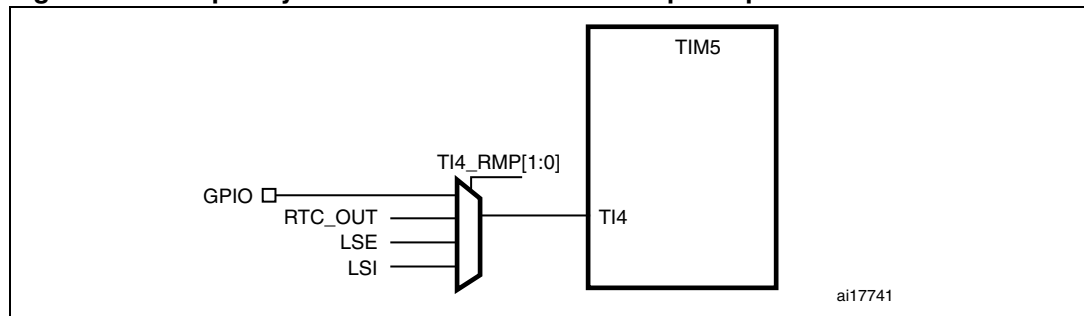 TIM5
TI4_RMP[1:0]
GPIO
RTC_OUT
TI4
LSE
LSI
ai17741